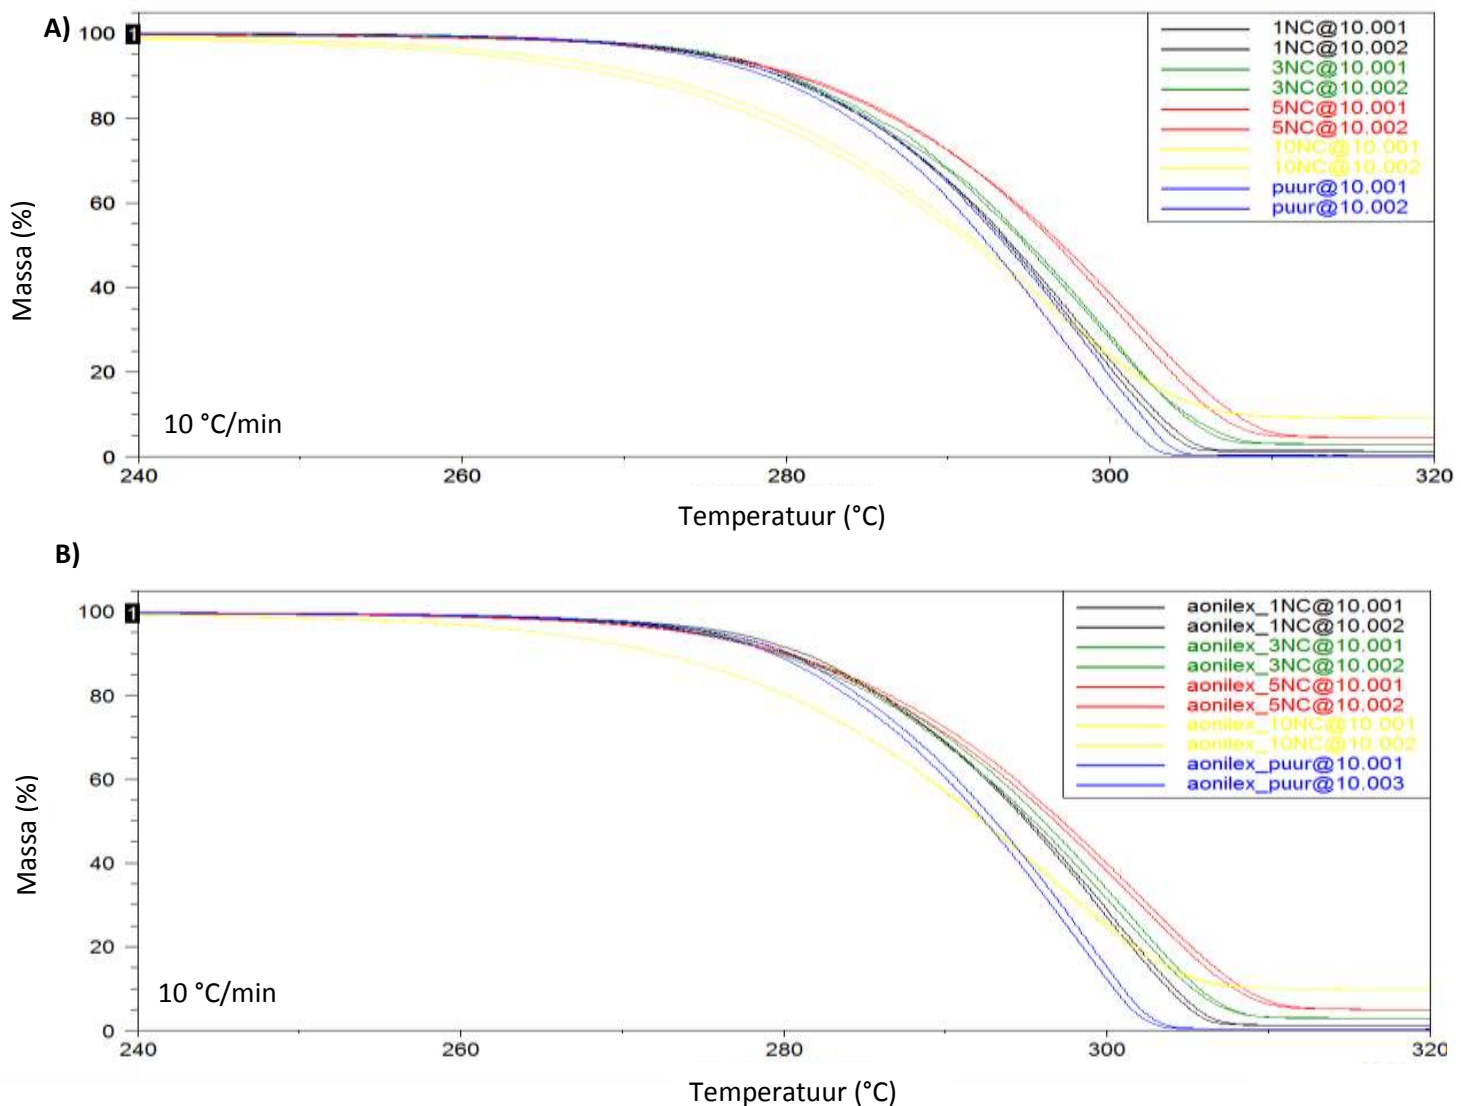 A)
100
80
60
40
20
0
1
Massa (%)
1NC@10.001
1NC@10.002
3NC@10.001
3NC@10.002
5NC@10.001
5NC@10.002
10NC@10.001
10NC@10.002
puur@10.001
puur@10.002
10 °C/min
240 260 280 300 320
Temperatuur (°C)
B)
100
80
60
40
20
0
1
Massa (%)
aonilex_1NC@10.001
aonilex_1NC@10.002
aonilex_3NC@10.001
aonilex_3NC@10.002
aonilex_5NC@10.001
aonilex_5NC@10.002
aonilex_10NC@10.001
aonilex_10NC@10.002
aonilex_puur@10.001
aonilex_puur@10.003
10 °C/min
240 260 280 300 320
Temperatuur (°C)